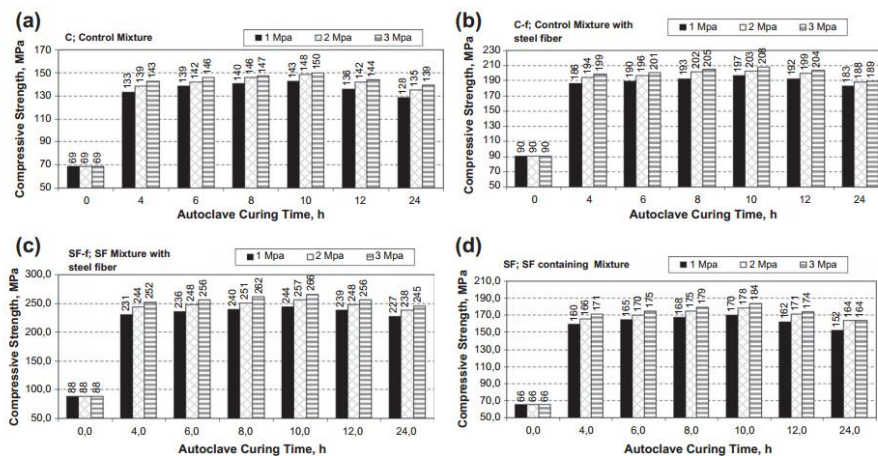 (a)
C; Control Mixture
1 Mpa 2 Mpa 3 Mpa
Compressive Strength, MPa
170
150
130
110
90
70
50
69 69 69
133 139 143
139 142 146
140 146 147
143 148 150
136 142 144
128 135 139
0 4 6 8 10 12 24
Autoclave Curing Time, h
(b)
C-f; Control Mixture with
steel fiber
1 Mpa 2 Mpa 3 Mpa
Compressive Strength, MPa
210
190
170
150
130
110
90
70
50
90 90 90
186 194 199
190 196 201
193 202 205
197 203 208
192 199 204
183 188 189
0 4 6 8 10 12 24
Autoclave Curing Time, h
(c)
SF-f; SF Mixture with
steel fiber
1 Mpa 2 Mpa 3 Mpa
Compressive Strength, MPa
300,0
250,0
200,0
150,0
100,0
50,0
88 88 88
231 244 252
236 248 256
240 251 262
244 257 266
239 248 256
227 238 245
0,0 4,0 6,0 8,0 10,0 12,0 24,0
Autoclave Curing Time, h
(d)
SF; SF containing Mixture
1 Mpa 2 Mpa 3 Mpa
Compressive Strength, MPa
210,0
190,0
170,0
150,0
130,0
110,0
90,0
70,0
50,0
66 66 66
160 166 171
165 170 175
168 175 179
170 178 184
162 171 174
152 164 164
0,0 4,0 6,0 8,0 10,0 12,0 24,0
Autoclave Curing Time, h